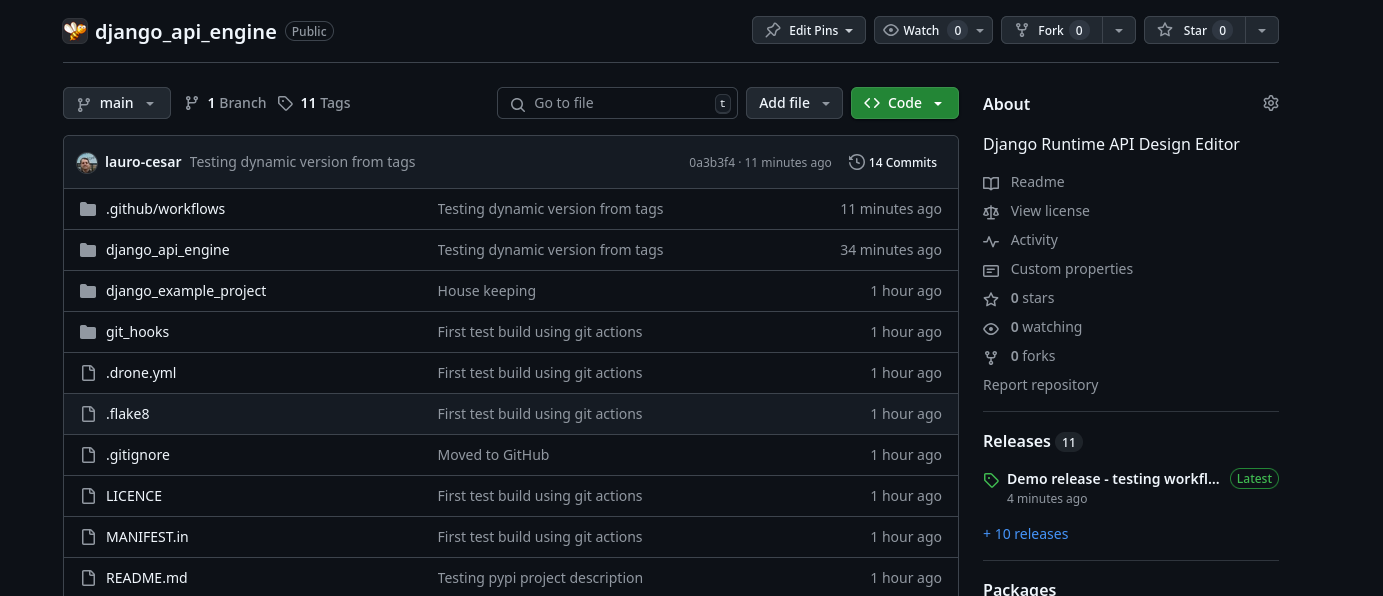 django_api_engine Public Edit Pins Watch 0 Fork 0 Star 0
main 1 Branch 11 Tags Go to file t Add file Code
lauro-cesar Testing dynamic version from tags 0a3b3f4 · 11 minutes ago 14 Commits
.github/workflows Testing dynamic version from tags 11 minutes ago
django_api_engine Testing dynamic version from tags 34 minutes ago
django_example_project House keeping 1 hour ago
git_hooks First test build using git actions 1 hour ago
.drone.yml First test build using git actions 1 hour ago
.flake8 First test build using git actions 1 hour ago
.gitignore Moved to GitHub 1 hour ago
LICENCE First test build using git actions 1 hour ago
MANIFEST.in First test build using git actions 1 hour ago
README.md Testing pypi project description 1 hour ago
About
Django Runtime API Design Editor
Readme
View license
Activity
Custom properties
0 stars
0 watching
0 forks
Report repository
Releases 11
Demo release - testing workfl... Latest
4 minutes ago
+ 10 releases
Packages